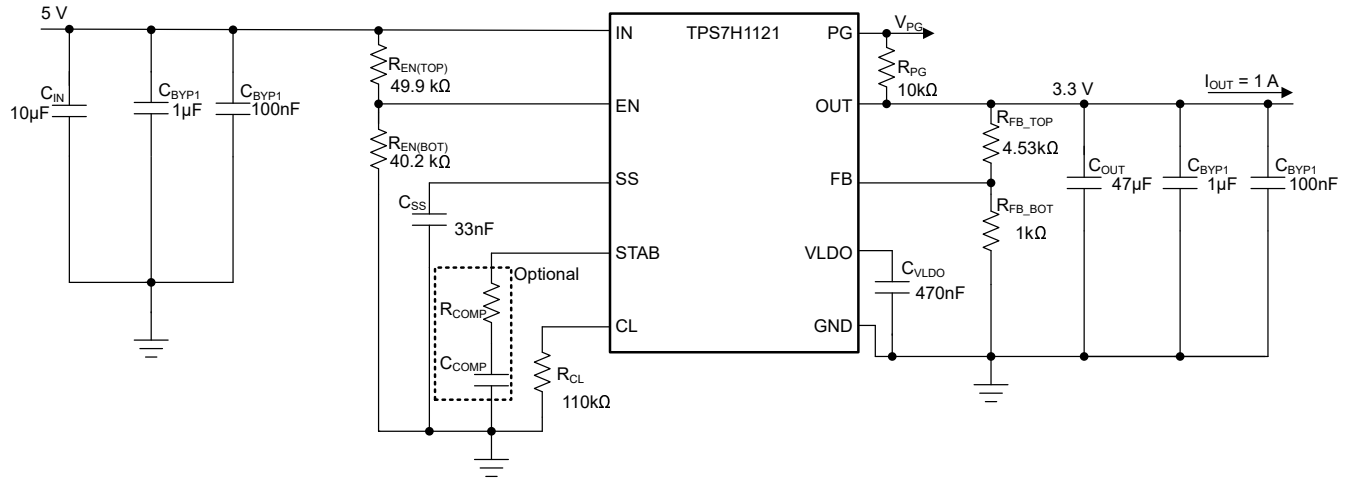 5 V
C_IN
10µF
C_BYP1
1µF
C_BYP1
100nF
R_EN(TOP)
49.9 kΩ
R_EN(BOT)
40.2 kΩ
C_SS
33nF
Optional
R_COMP
C_COMP
R_CL
110kΩ
TPS7H1121
IN
EN
SS
STAB
CL
PG
OUT
FB
VLDO
GND
V_PG
R_PG
10kΩ
3.3 V
I_OUT = 1 A
R_FB_TOP
4.53kΩ
R_FB_BOT
1kΩ
C_VLDO
470nF
C_OUT
47µF
C_BYP1
1µF
C_BYP1
100nF